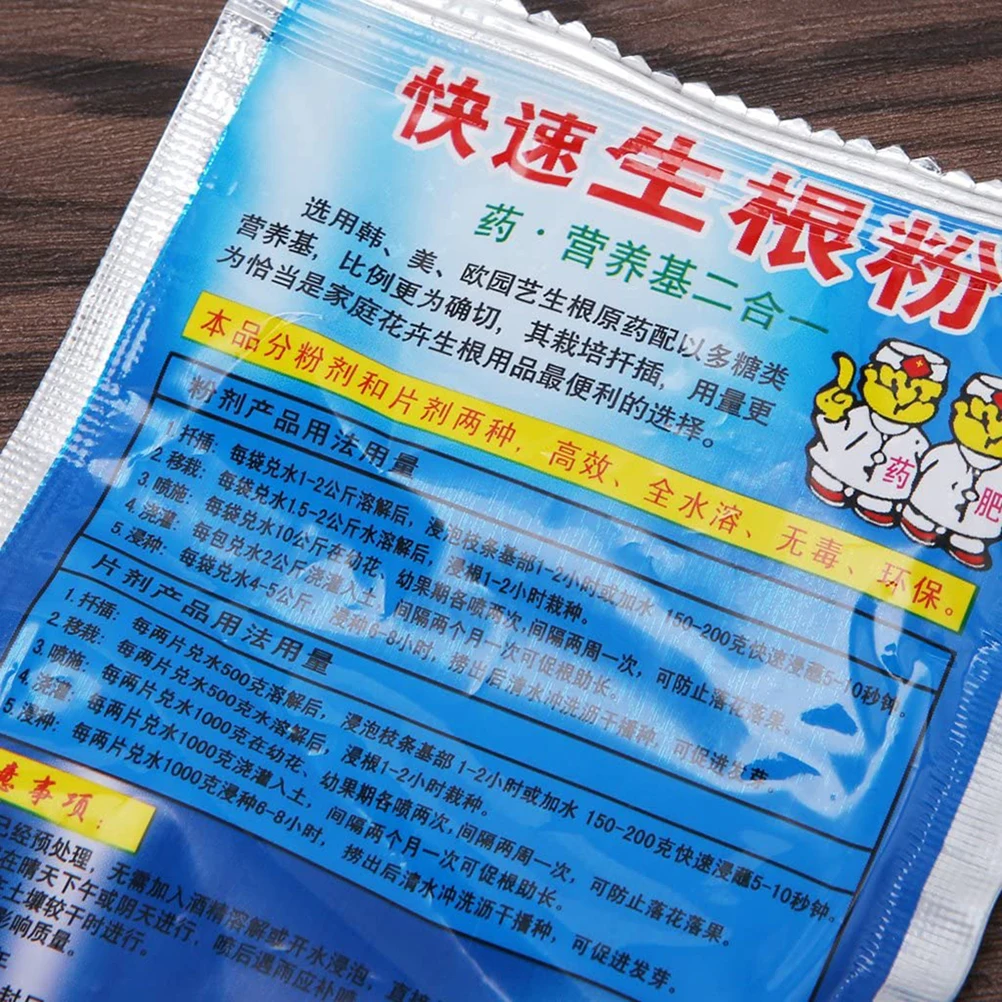 快速生根粉
药·营养基二合一
选用韩、美、欧园艺生根原药配以多糖类
营养基，比例更为确切，其栽培扦插，用量更
为恰当是家庭花卉生根用品最便利的选择。
药
肥
本品分粉剂和片剂两种，高效、全水溶、无毒、环保。
粉剂产品用法用量
1.扦插：每袋兑水1-2公斤溶解后，浸泡枝条基部1-2小时或加水 150-200克快速浸蘸5-10秒钟。
2.移栽：每袋兑水1.5-2公斤水溶解后，浸根1-2小时栽种。
3.喷施：每袋兑水10公斤在幼花、幼果期各喷两次,间隔两周一次，可防止落花落果。
4.浇灌：每包兑水2公斤浇灌入土，间隔两个月一次可促根助长。
5.浸种：每袋兑水4-5公斤，浸种6-8小时，捞出后清水冲洗沥干播种，可促进发芽。
片剂产品用法用量
1.扦插：每两片兑水500克溶解后，浸泡枝条基部 1-2小时或加水 150-200克快速浸蘸5-10秒钟。
2.移栽：每两片兑水500克水溶解后，浸根1-2小时栽种。
3.喷施：每两片兑水1000克在幼花、幼果期各喷两次,间隔两周一次，可防止落花落果。
4.浇灌：每两片兑水1000克浇灌入土，间隔两个月一次可促根助长。
5.浸种：每两片兑水1000克浸种6-8小时，捞出后清水冲洗沥干播种，可促进发芽。
意事项：
已经预处理，无需加入酒精溶解或开水浸泡，直接
在晴天下午或阴天进行，喷后遇雨应补喷
土壤较干时进行。
影响质量。